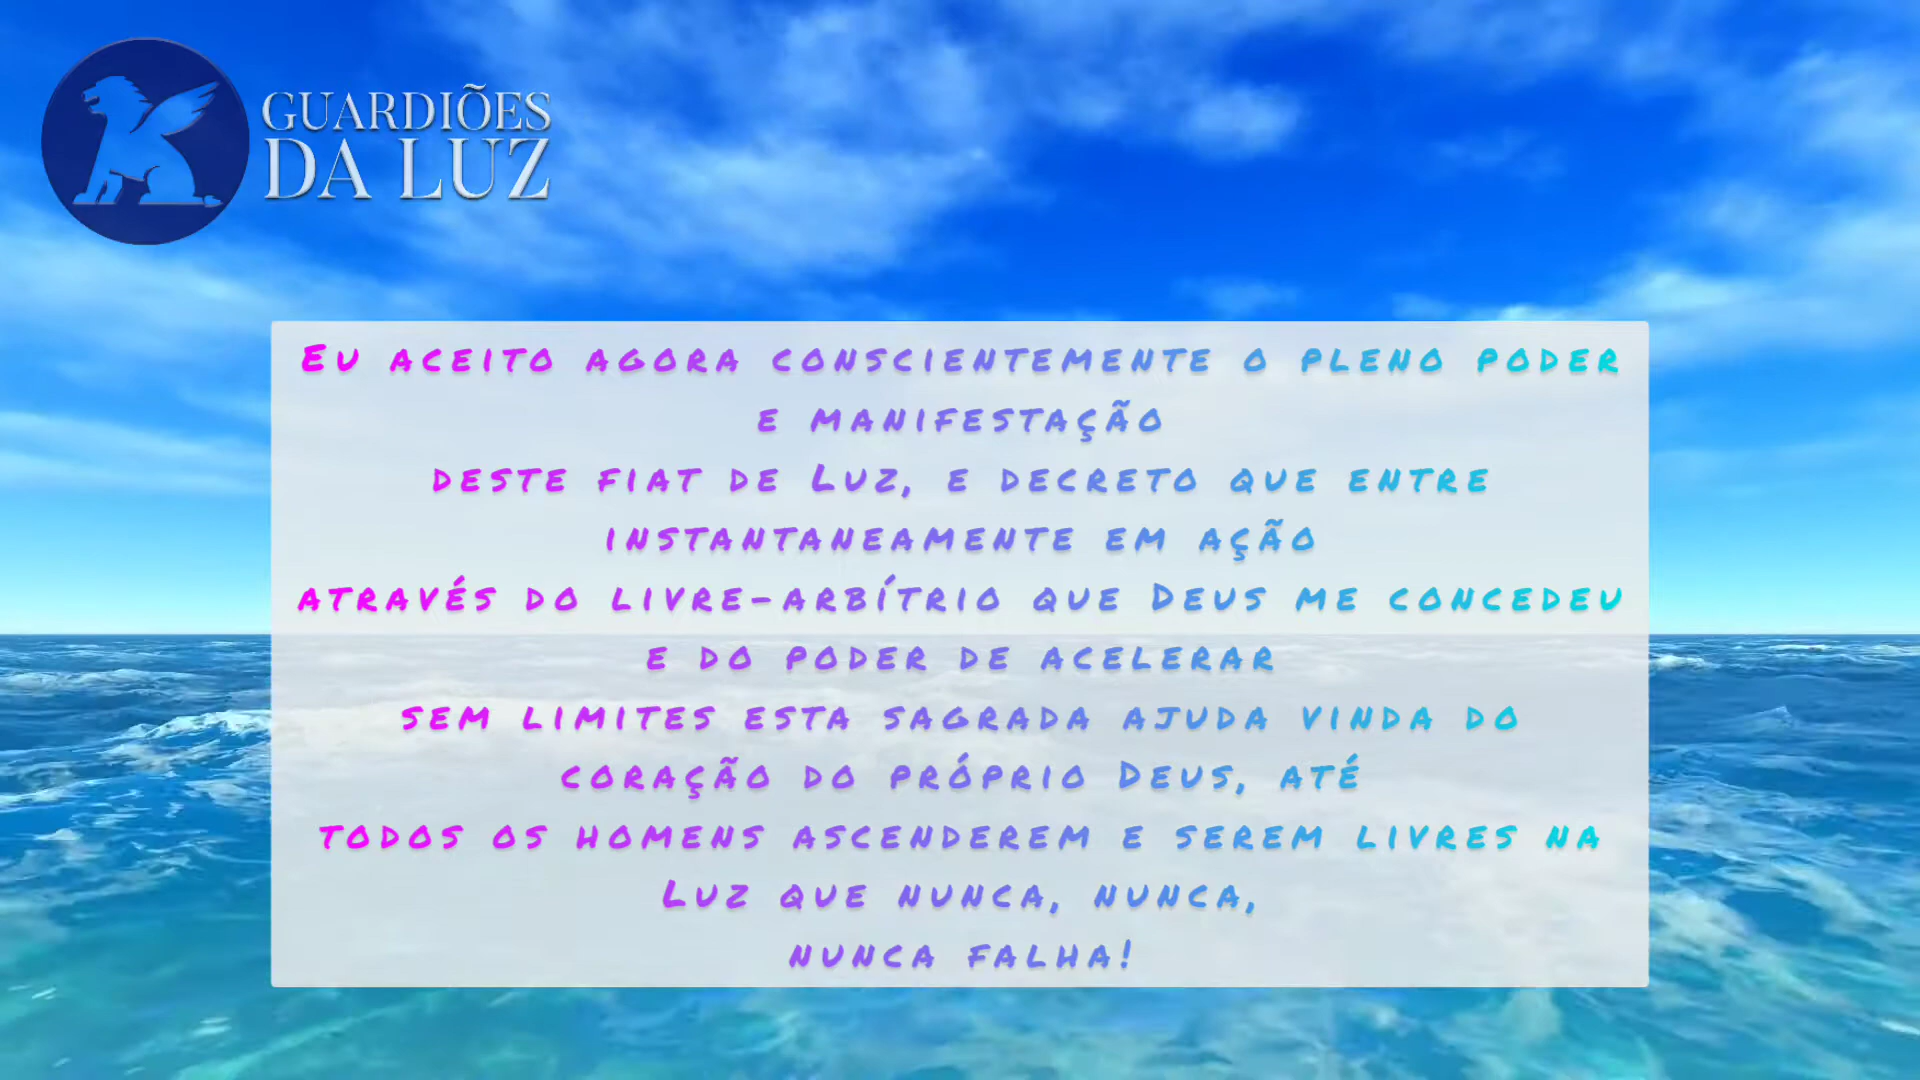 GUARDIÕES
DA LUZ
Eu aceito agora conscientemente o pleno poder
e manifestação
deste fiat de Luz, e decreto que entre
instantaneamente em ação
através do livre-arbítrio que Deus me concedeu
e do poder de acelerar
sem limites esta sagrada ajuda vinda do
coração do próprio Deus, até
todos os homens ascenderem e serem livres na
Luz que nunca, nunca,
nunca falha!